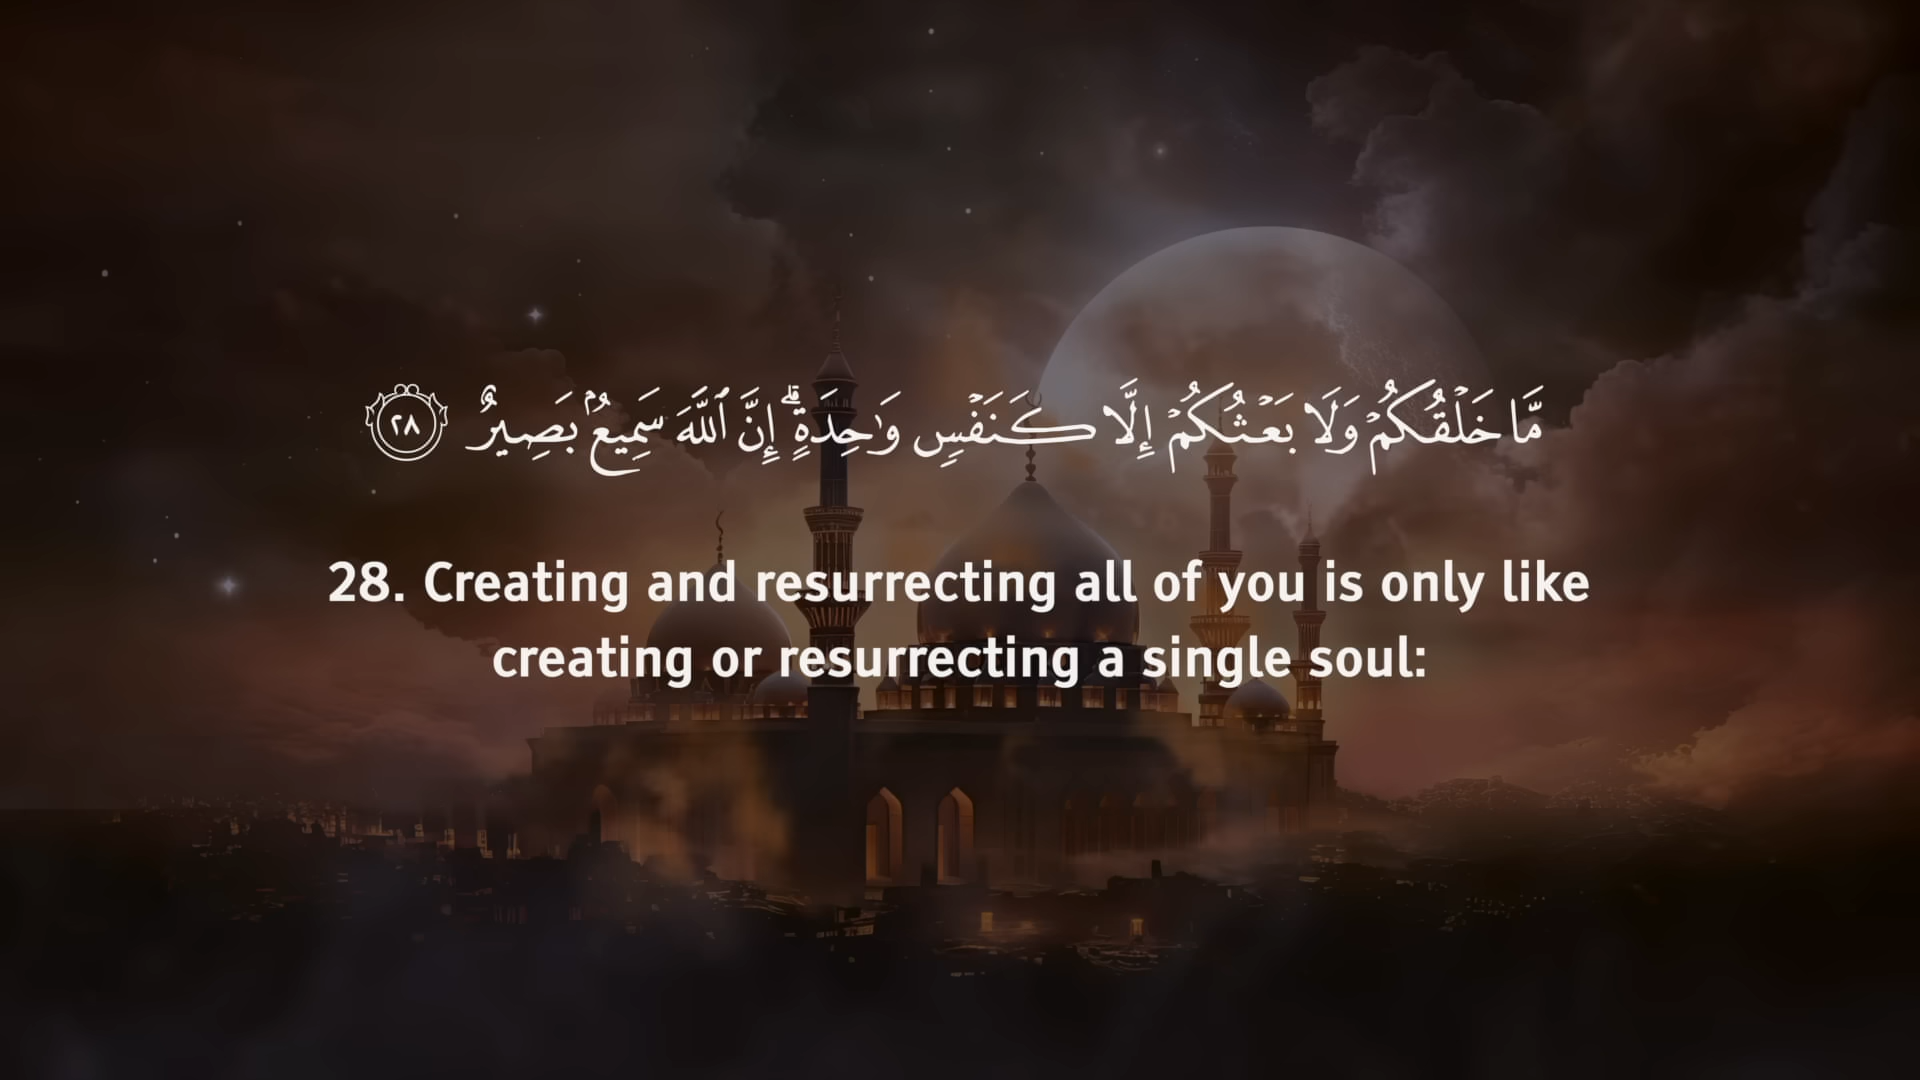 مَّا خَلْقُكُمْ وَلَا بَعْثُكُمْ إِلَّا كَنَفْسٍ وَٰحِدَةٍ ۗ إِنَّ ٱللَّهَ سَمِيعٌۢ بَصِيرٌ ٢٨
28. Creating and resurrecting all of you is only like
creating or resurrecting a single soul: